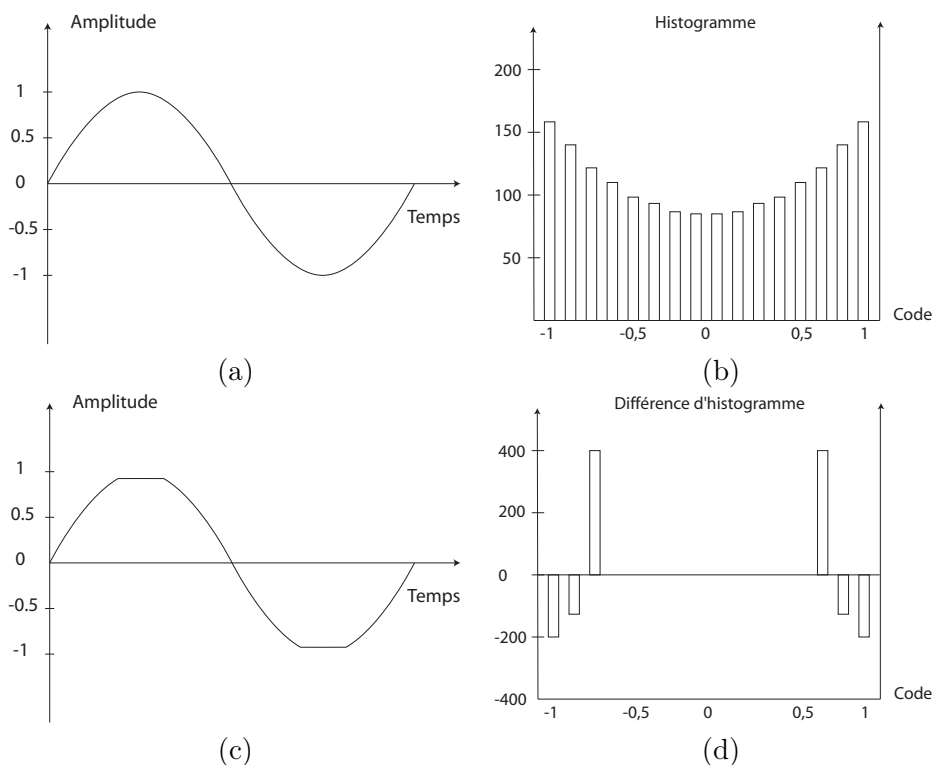 Amplitude
1
0.5
0
-0.5
-1
Temps
(a)
Histogramme
200
150
100
50
-1
-0,5
0
0,5
1
Code
(b)
Amplitude
1
0.5
0
-0.5
-1
Temps
(c)
Différence d'histogramme
400
200
0
-200
-400
-1
-0,5
0
0,5
1
Code
(d)